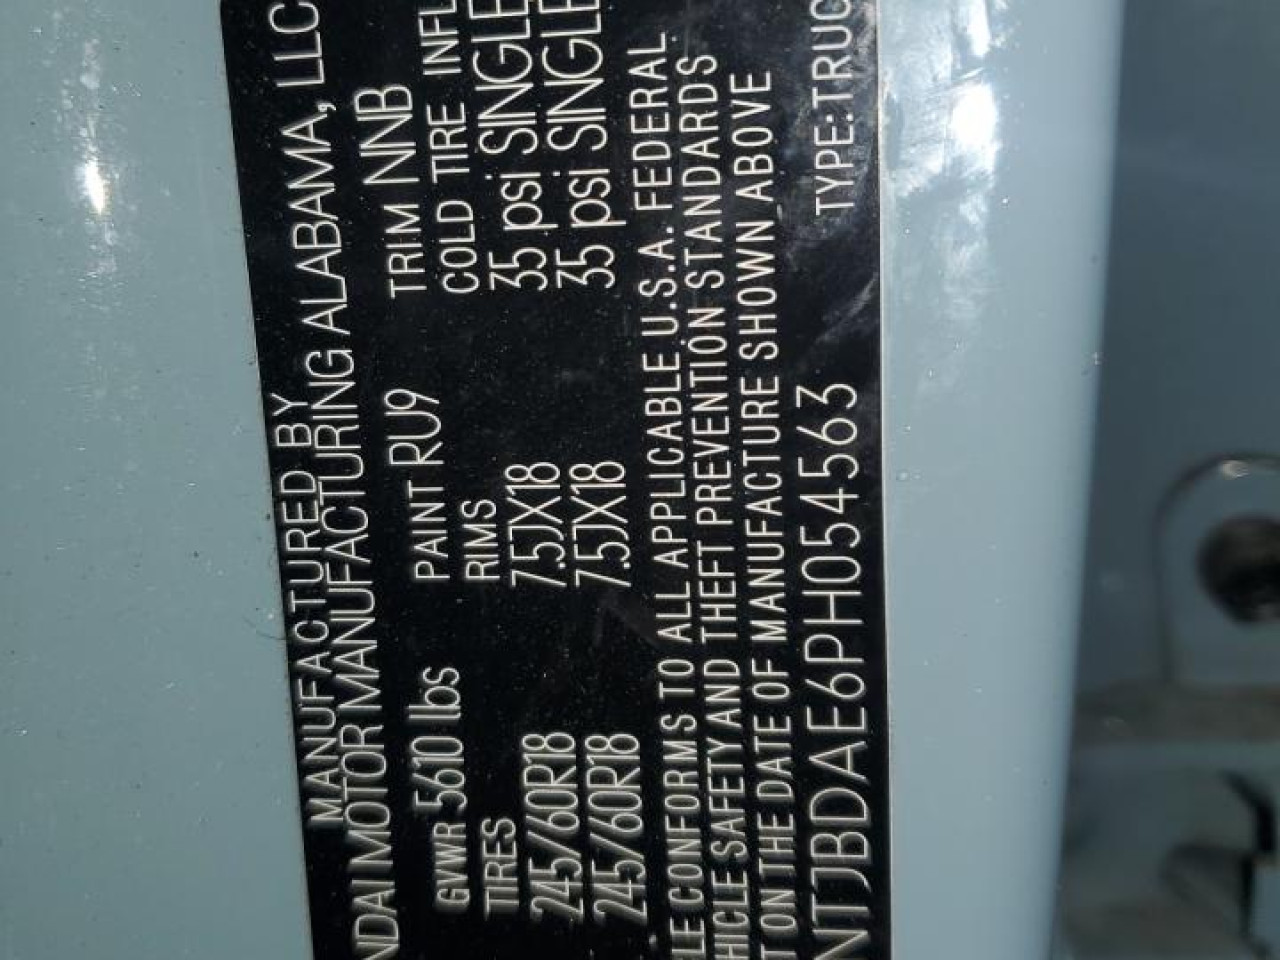 MANUFACTURED BY
NDAI MOTOR MANUFACTURING ALABAMA, LLC
GVWR 5610 lbs PAINT RU9 TRIM NNB
TIRES RIMS COLD TIRE INFL
245/60R18 7.5JX18 35 psi SINGLE
245/60R18 7.5JX18 35 psi SINGLE
LE CONFORMS TO ALL APPLICABLE U.S.A. FEDERAL
HICLE SAFETY AND THEFT PREVENTION STANDARDS
T ON THE DATE OF MANUFACTURE SHOWN ABOVE
NTJBDAE6PH054563 TYPE:TRUC